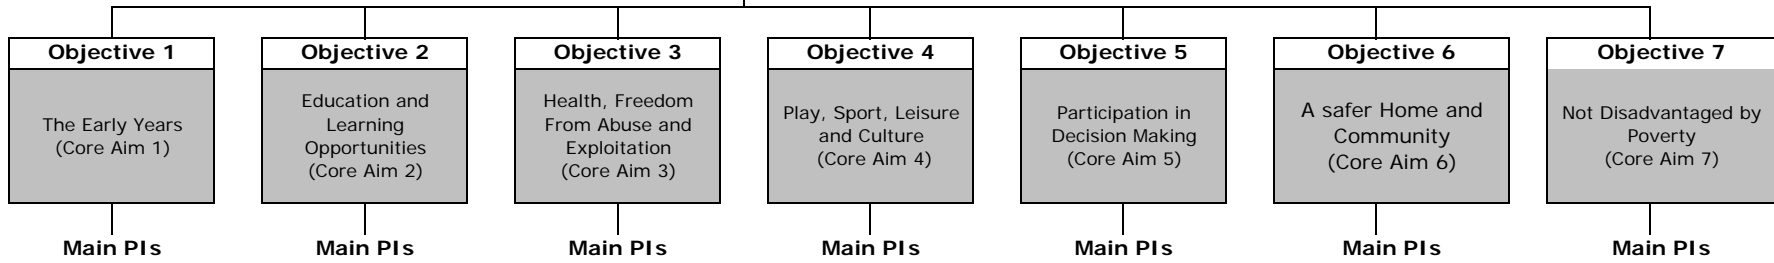 Objective 1
The Early Years
(Core Aim 1)
Main PIs
Objective 2
Education and
Learning
Opportunities
(Core Aim 2)
Main PIs
Objective 3
Health, Freedom
From Abuse and
Exploitation
(Core Aim 3)
Main PIs
Objective 4
Play, Sport, Leisure
and Culture
(Core Aim 4)
Main PIs
Objective 5
Participation in
Decision Making
(Core Aim 5)
Main PIs
Objective 6
A safer Home and
Community
(Core Aim 6)
Main PIs
Objective 7
Not Disadvantaged by
Poverty
(Core Aim 7)
Main PIs